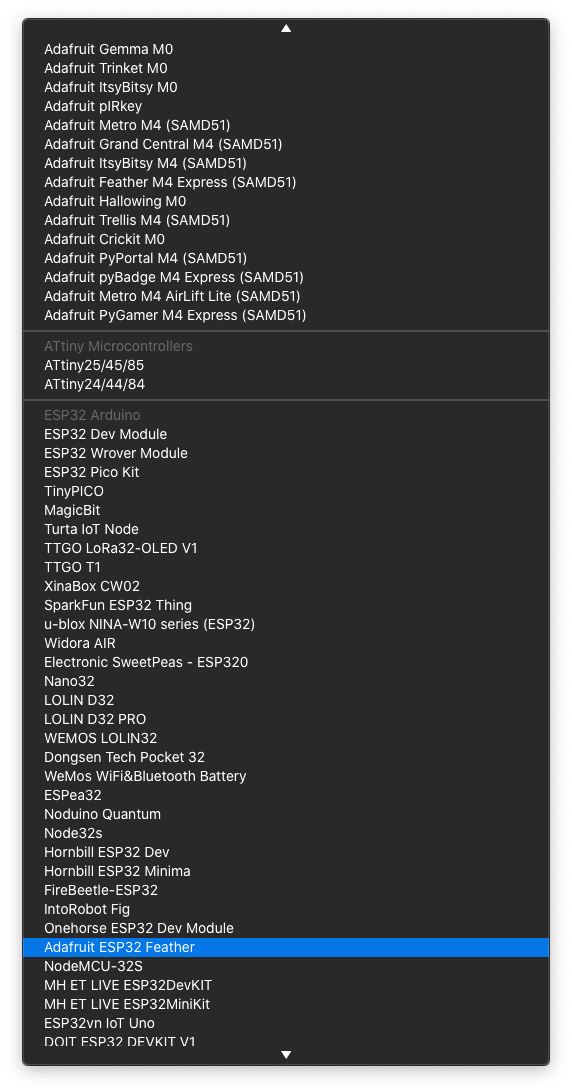 Adafruit Gemma M0
Adafruit Trinket M0
Adafruit ItsyBitsy M0
Adafruit pIRkey
Adafruit Metro M4 (SAMD51)
Adafruit Grand Central M4 (SAMD51)
Adafruit ItsyBitsy M4 (SAMD51)
Adafruit Feather M4 Express (SAMD51)
Adafruit Hallowing M0
Adafruit Trellis M4 (SAMD51)
Adafruit Crickit M0
Adafruit PyPortal M4 (SAMD51)
Adafruit pyBadge M4 Express (SAMD51)
Adafruit Metro M4 AirLift Lite (SAMD51)
Adafruit PyGamer M4 Express (SAMD51)
ATtiny Microcontrollers
ATtiny25/45/85
ATtiny24/44/84
ESP32 Arduino
ESP32 Dev Module
ESP32 Wrover Module
ESP32 Pico Kit
TinyPICO
MagicBit
Turta IoT Node
TTGO LoRa32-OLED V1
TTGO T1
XinaBox CW02
SparkFun ESP32 Thing
u-blox NINA-W10 series (ESP32)
Widora AIR
Electronic SweetPeas - ESP320
Nano32
LOLIN D32
LOLIN D32 PRO
WEMOS LOLIN32
Dongsen Tech Pocket 32
WeMos WiFi&Bluetooth Battery
ESPea32
Noduino Quantum
Node32s
Hornbill ESP32 Dev
Hornbill ESP32 Minima
FireBeetle-ESP32
IntoRobot Fig
Onehorse ESP32 Dev Module
Adafruit ESP32 Feather
NodeMCU-32S
MH ET LIVE ESP32DevKIT
MH ET LIVE ESP32MiniKit
ESP32vn IoT Uno
DOIT ESP32 DEVKIT V1